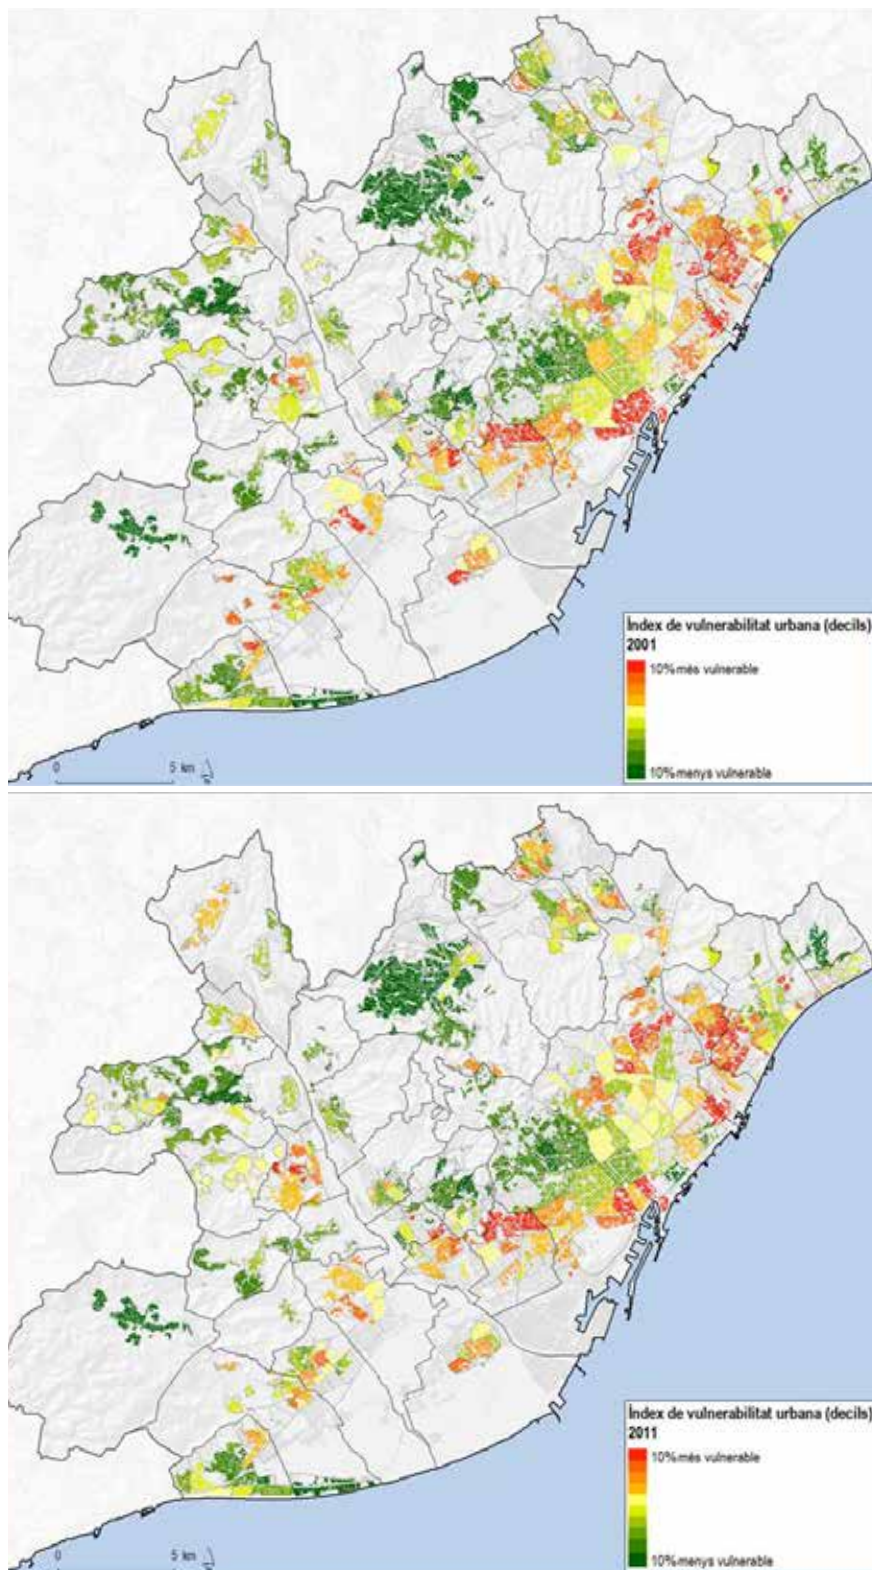 Índex de vulnerabilitat urbana (decils)
2001
10% més vulnerable
10% menys vulnerable
0 5 km
Índex de vulnerabilitat urbana (decils)
2011
10% més vulnerable
10% menys vulnerable
0 5 km